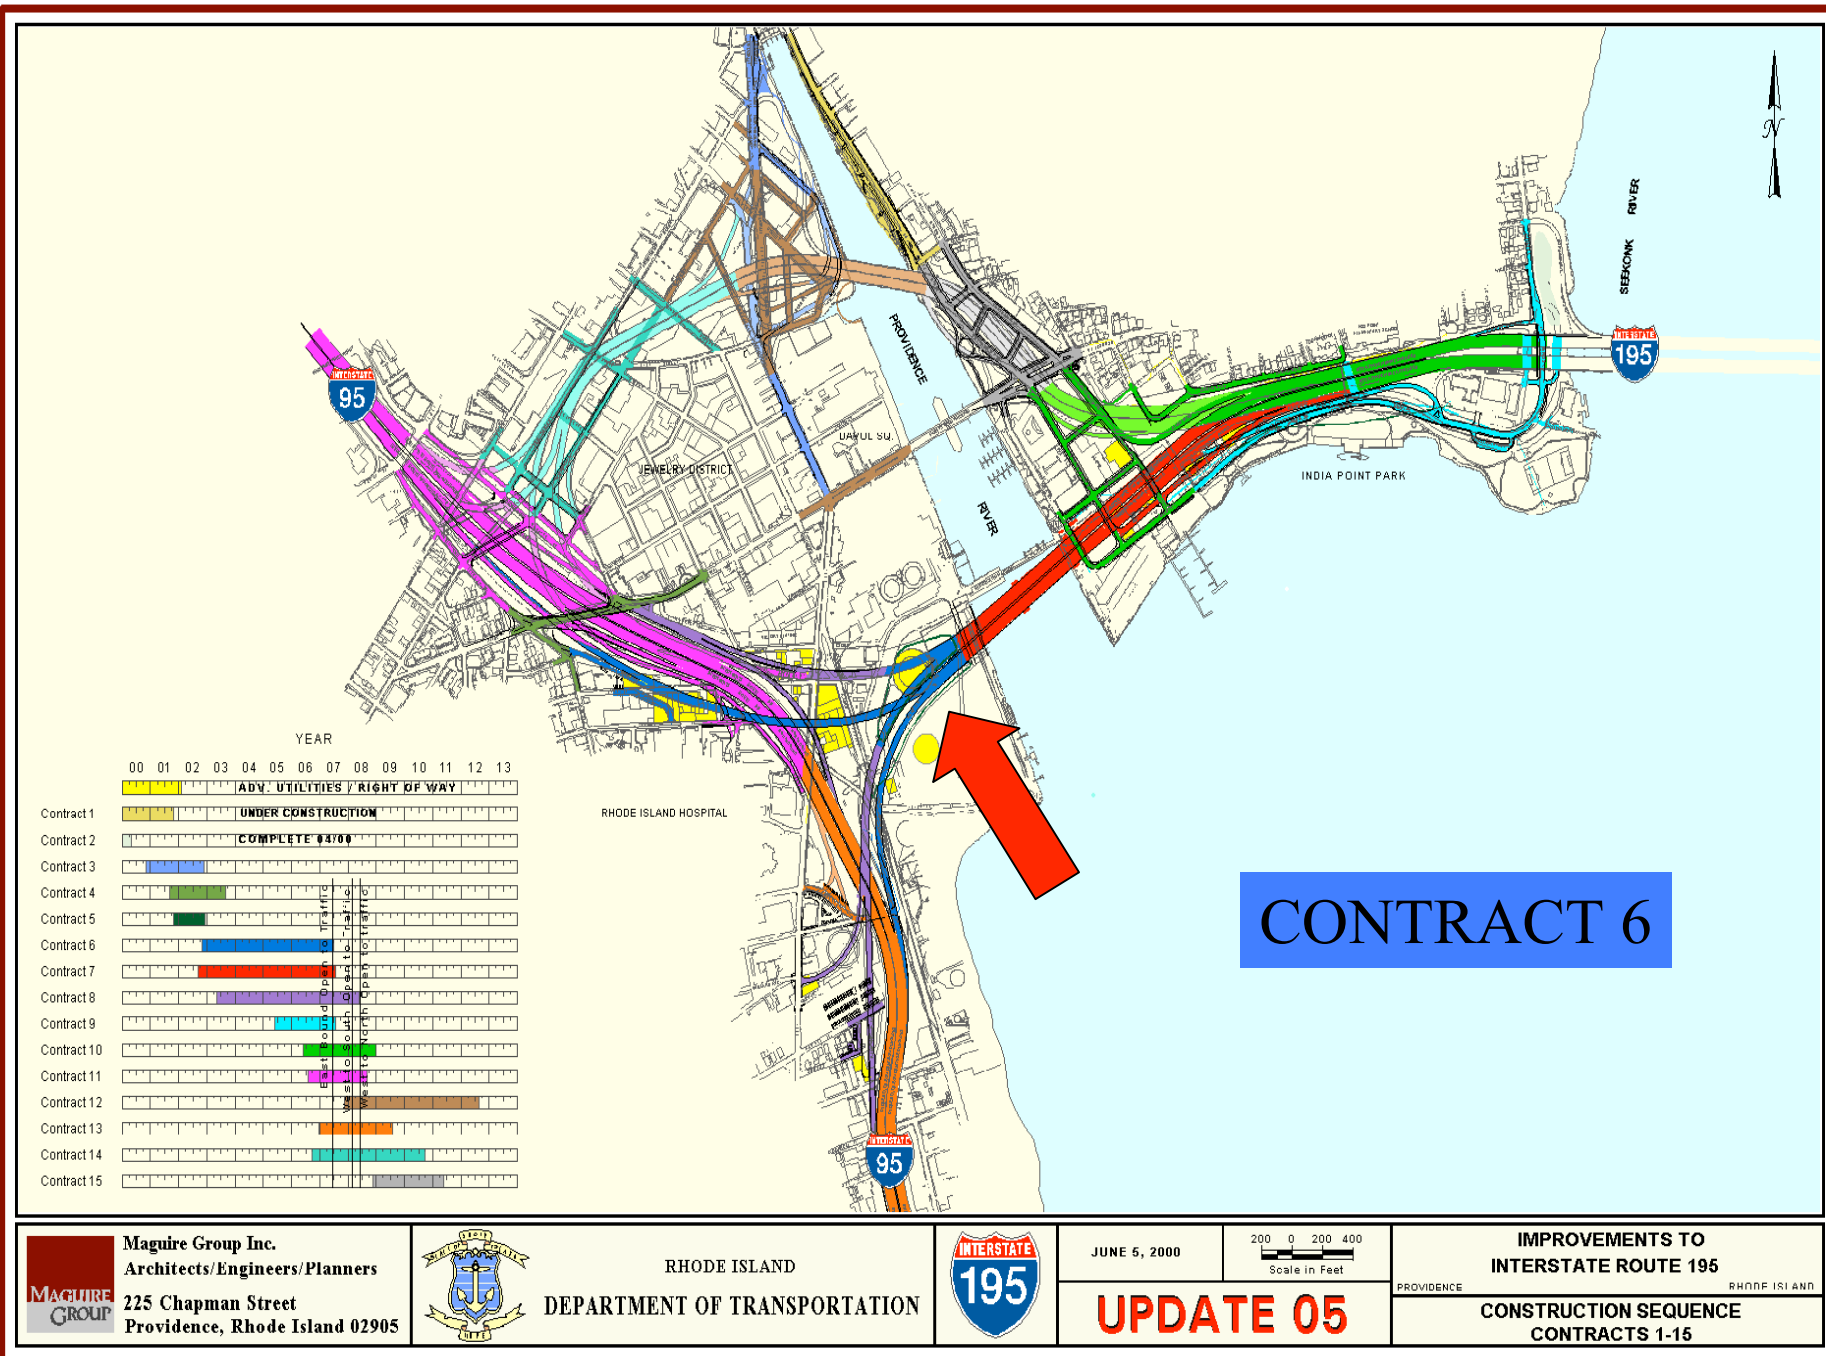 N
SEEKONK RIVER
INTERSTATE
195
PROVIDENCE
INTERSTATE
95
DAVOL SQ.
JEWELRY DISTRICT
INDIA POINT PARK
RIVER
YEAR
00 01 02 03 04 05 06 07 08 09 10 11 12 13
ADV. UTILITIES / RIGHT OF WAY
RHODE ISLAND HOSPITAL
Contract 1 UNDER CONSTRUCTION
Contract 2 COMPLETE 04/00
Contract 3
Contract 4
Contract 5
Contract 6
Contract 7
Contract 8
Contract 9
Contract 10
Contract 11
Contract 12
Contract 13
Contract 14
Contract 15
East Bound Open to Traffic
West to South Open to Traffic
West to North Open to traffic
CONTRACT 6
INTERSTATE
95
MAGUIRE
GROUP
Maguire Group Inc.
Architects/Engineers/Planners
225 Chapman Street
Providence, Rhode Island 02905
HOPE
RHODE ISLAND
DEPARTMENT OF TRANSPORTATION
INTERSTATE
195
JUNE 5, 2000
200 0 200 400
Scale in Feet
UPDATE 05
IMPROVEMENTS TO
INTERSTATE ROUTE 195
PROVIDENCE RHODE ISLAND
CONSTRUCTION SEQUENCE
CONTRACTS 1-15